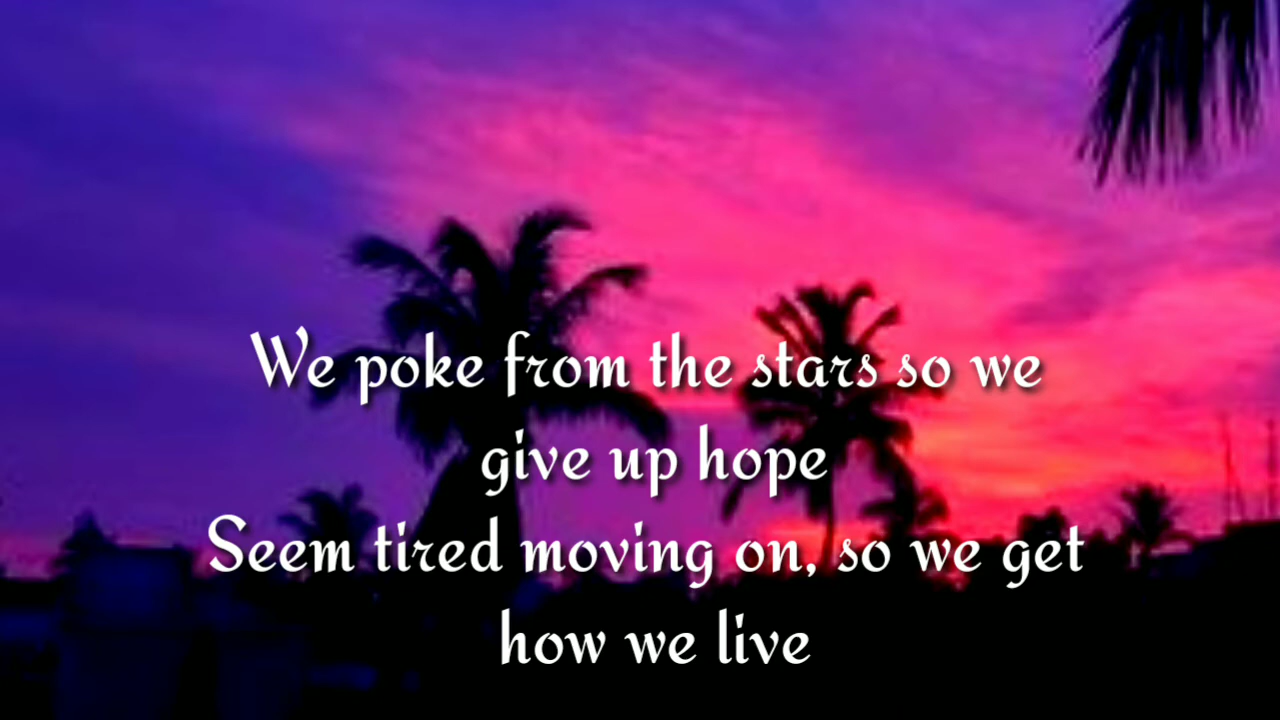 We poke from the stars so we
give up hope
Seem tired moving on, so we get
how we live